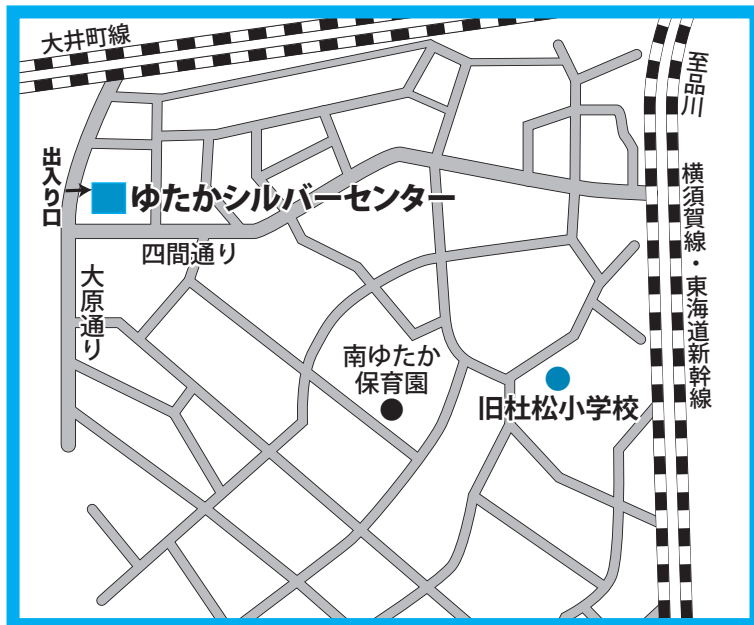 大井町線
至品川
出入り口
ゆたかシルバーセンター
四間通り
大原通り
横須賀線・東海道新幹線
南ゆたか
保育園
旧杜松小学校